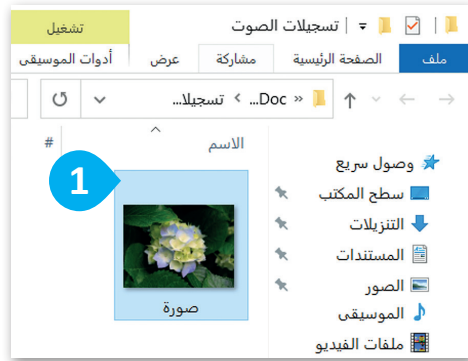 تسجيلات الصوت
تشغيل
ملف
الصفحة الرئيسية
مشاركة
عرض
أدوات الموسيقى
Doc... « تسجيلا...
الاسم
#
1
صورة
وصول سريع
سطح المكتب
التنزيلات
المستندات
الصور
الموسيقى
ملفات الفيديو